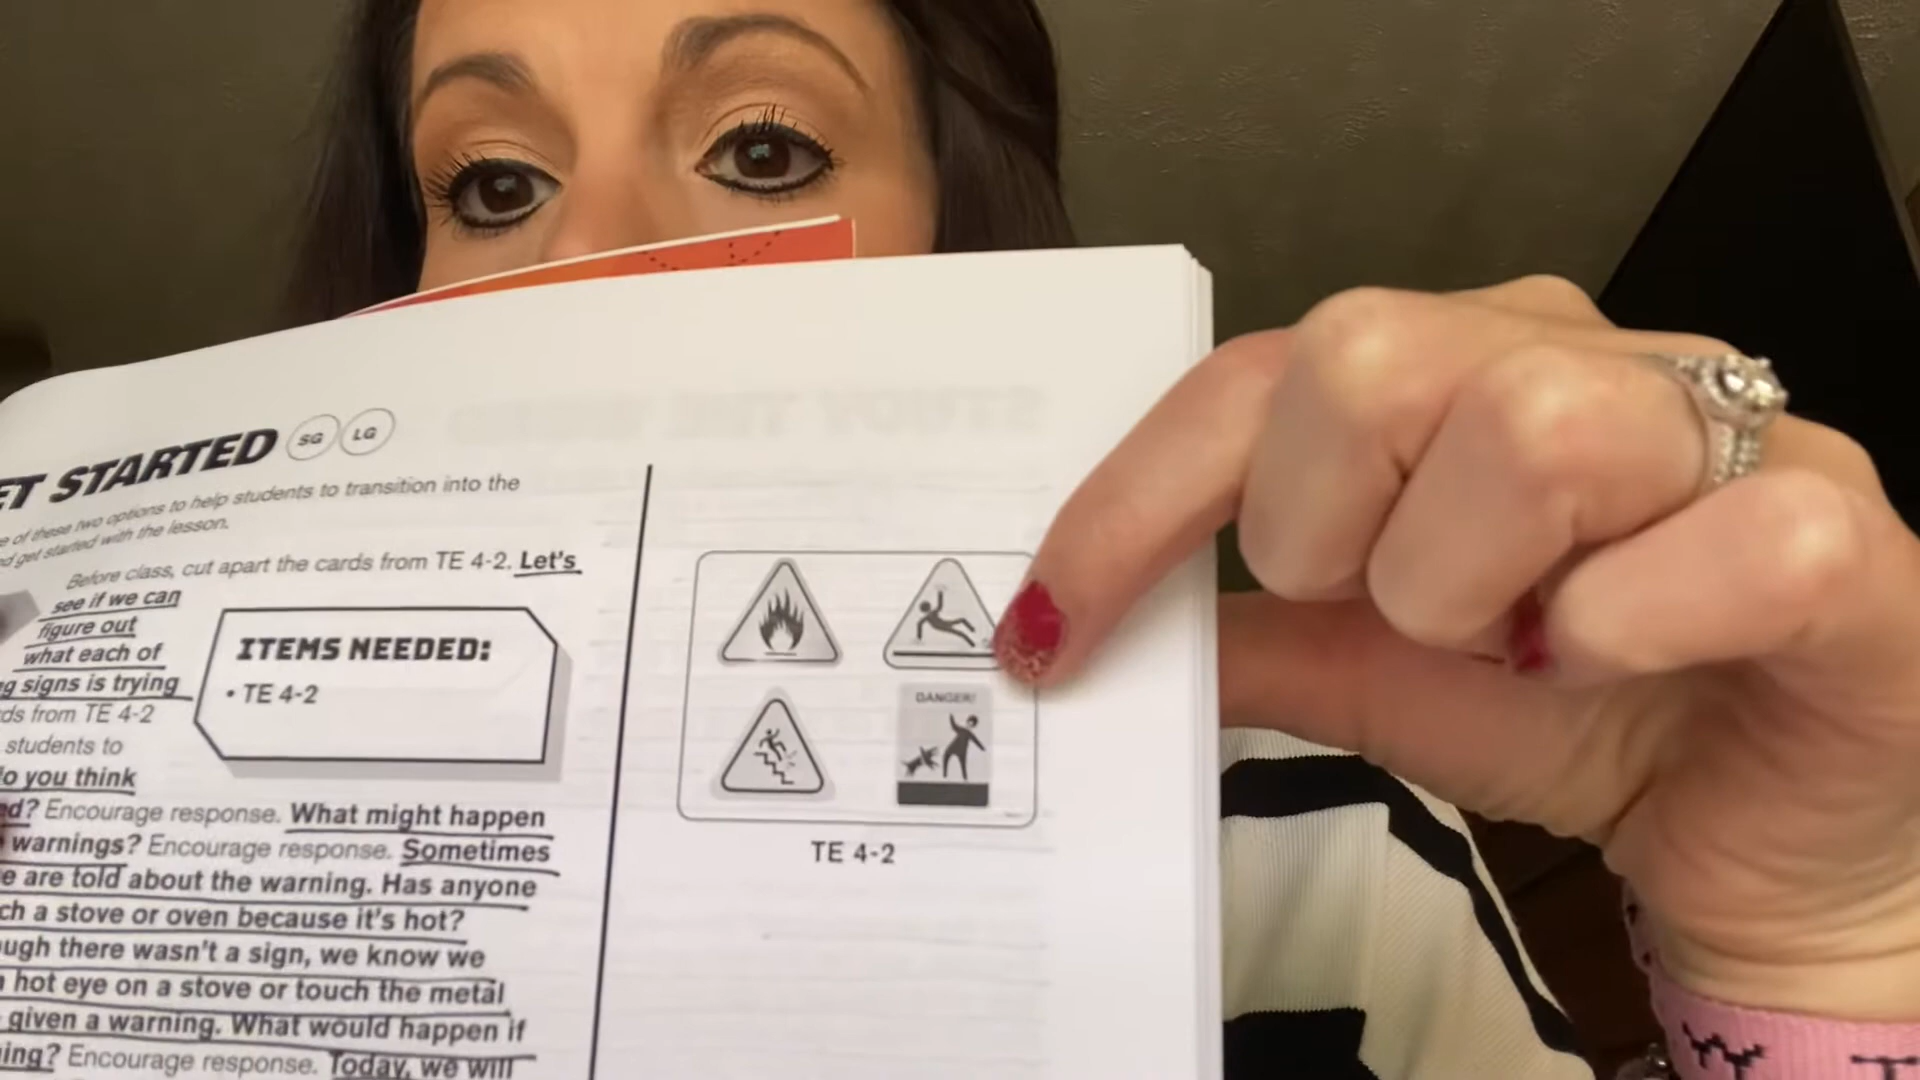 ET STARTED SG LG
e of these two options to help students to transition into the
d get started with the lesson.
Before class, cut apart the cards from TE 4-2. Let's
see if we can
figure out
what each of
g signs is trying
ds from TE 4-2
students to
do you think
ed? Encourage response. What might happen
warnings? Encourage response. Sometimes
e are told about the warning. Has anyone
ch a stove or oven because it's hot?
ough there wasn't a sign, we know we
hot eye on a stove or touch the metal
given a warning. What would happen if
ing? Encourage response. Today, we will
ITEMS NEEDED:
• TE 4-2
DANGER!
TE 4-2